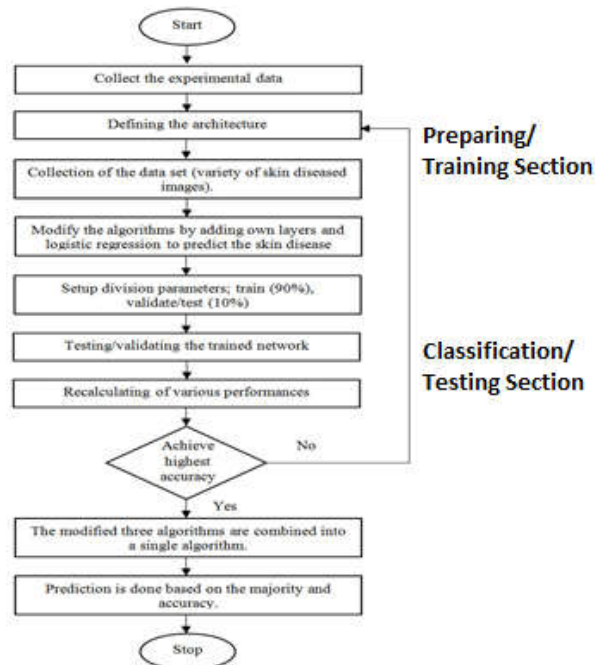 Start
Collect the experimental data
Defining the architecture
Preparing/
Training Section
Collection of the data set (variety of skin diseased
images).
Modify the algorithms by adding own layers and
logistic regression to predict the skin disease
Setup division parameters; train (90%),
validate/test (10%)
Testing/validating the trained network
Classification/
Testing Section
Recalculating of various performances
Achieve
highest
accuracy
No
Yes
The modified three algorithms are combined into
a single algorithm.
Prediction is done based on the majority and
accuracy.
Stop